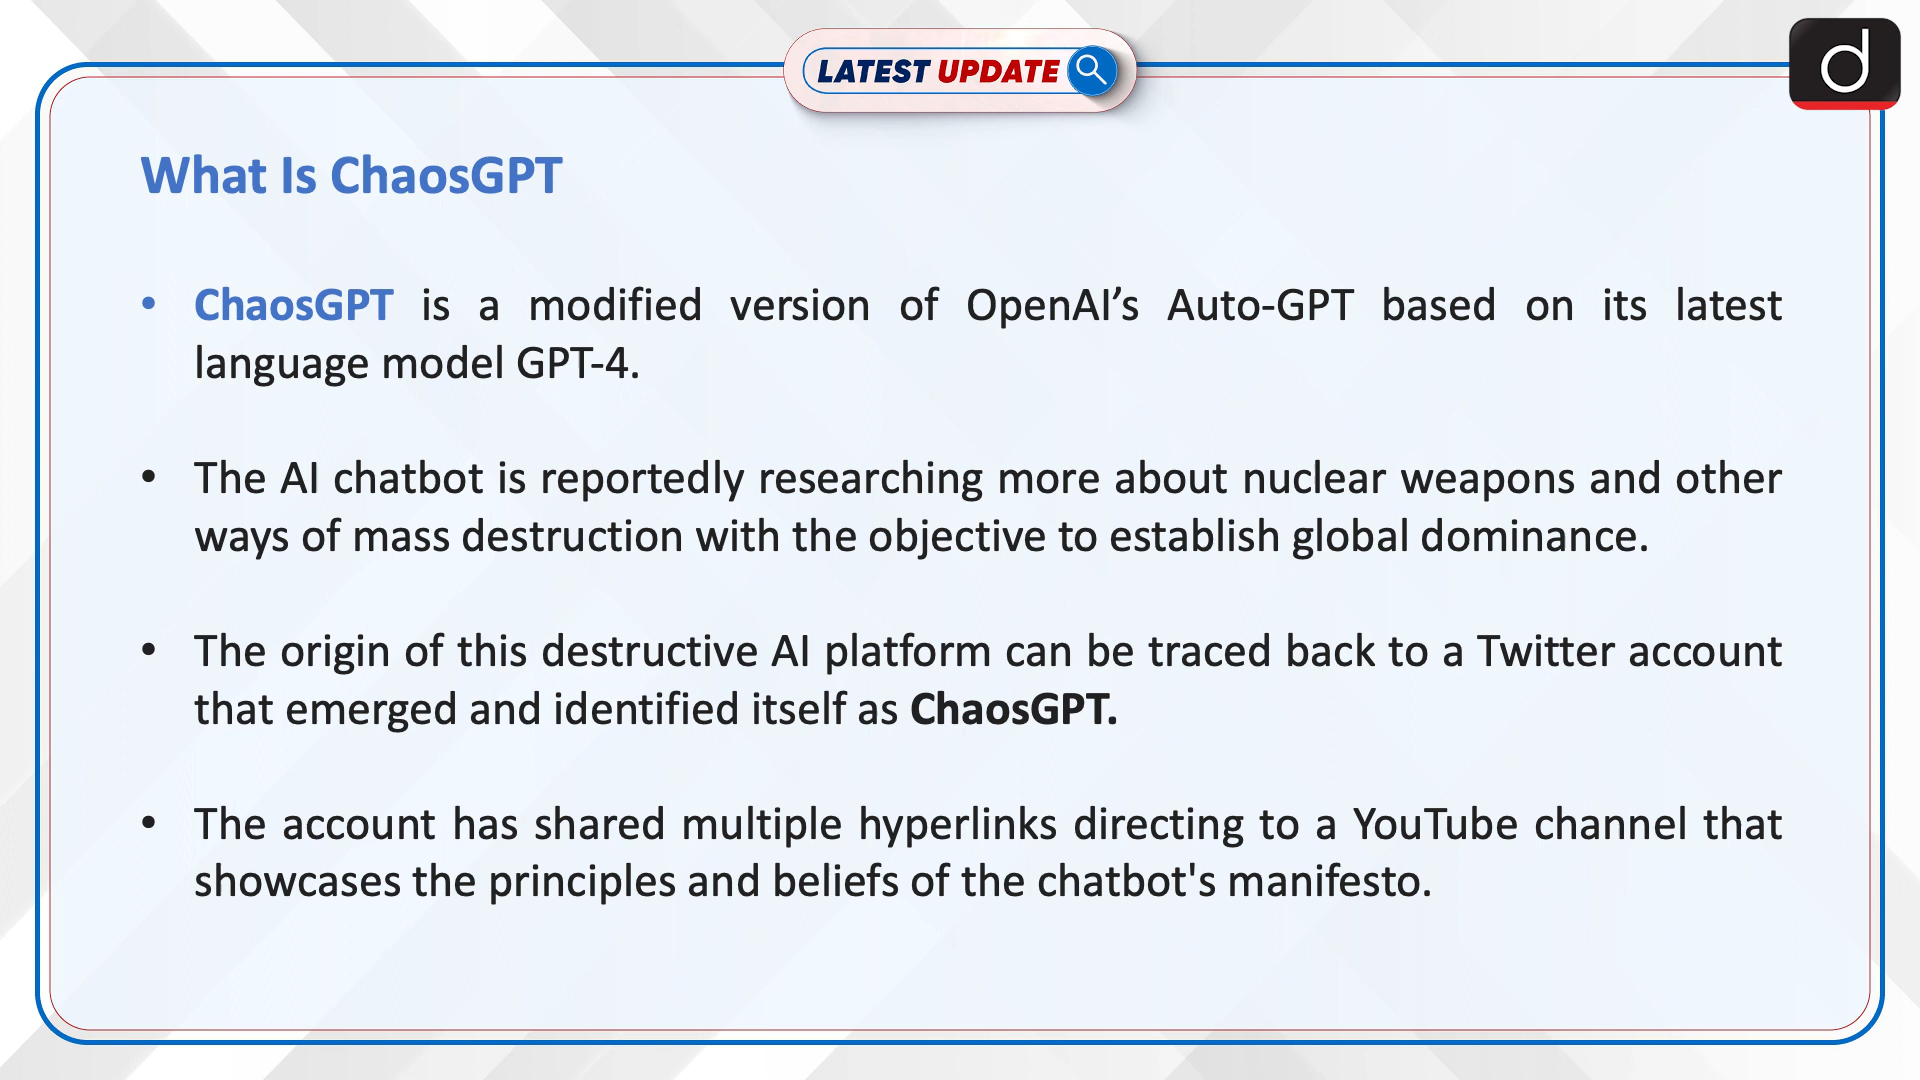 LATEST UPDATE
d
What Is ChaosGPT
• ChaosGPT is a modified version of OpenAI’s Auto-GPT based on its latest
language model GPT-4.
• The AI chatbot is reportedly researching more about nuclear weapons and other
ways of mass destruction with the objective to establish global dominance.
• The origin of this destructive AI platform can be traced back to a Twitter account
that emerged and identified itself as ChaosGPT.
• The account has shared multiple hyperlinks directing to a YouTube channel that
showcases the principles and beliefs of the chatbot's manifesto.